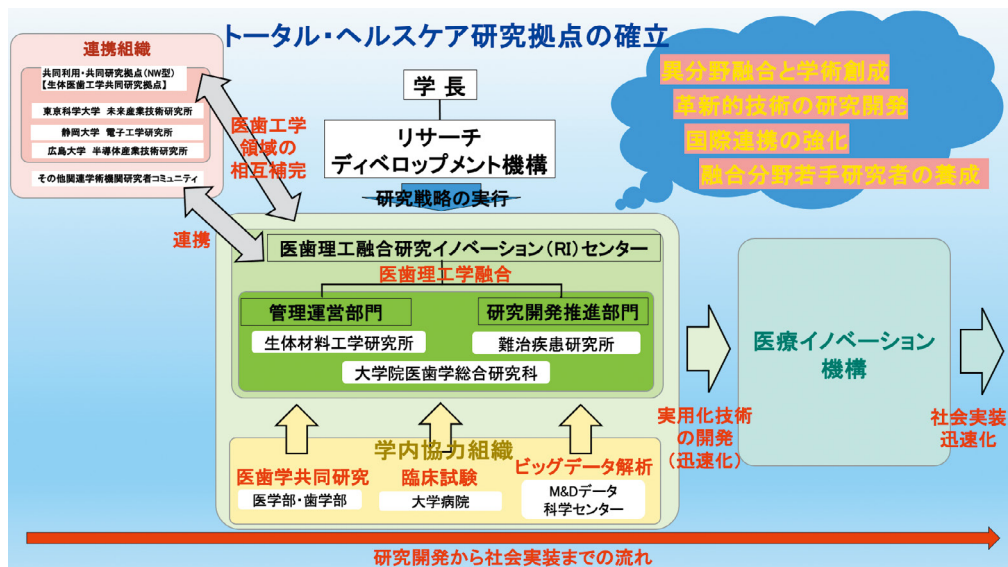 トータル・ヘルスケア研究拠点の確立
連携組織
共同利用・共同研究拠点(NW型)
【生体医歯工学共同研究拠点】
東京科学大学 未来産業技術研究所
静岡大学 電子工学研究所
広島大学 半導体産業技術研究所
その他関連学術機関研究者コミュニティ
医歯工学
領域の
相互補完
連携
学長
リサーチ
ディベロップメント機構
研究戦略の実行
異分野融合と学術創成
革新的技術の研究開発
国際連携の強化
融合分野若手研究者の養成
医歯理工融合研究イノベーション(RI)センター
医歯理工学融合
管理運営部門
研究開発推進部門
生体材料工学研究所
難治疾患研究所
大学院医歯学総合研究科
学内協力組織
医歯学共同研究
医学部・歯学部
臨床試験
大学病院
ビッグデータ解析
M&Dデータ
科学センター
実用化技術
の開発
(迅速化)
医療イノベーション
機構
社会実装
迅速化
研究開発から社会実装までの流れ